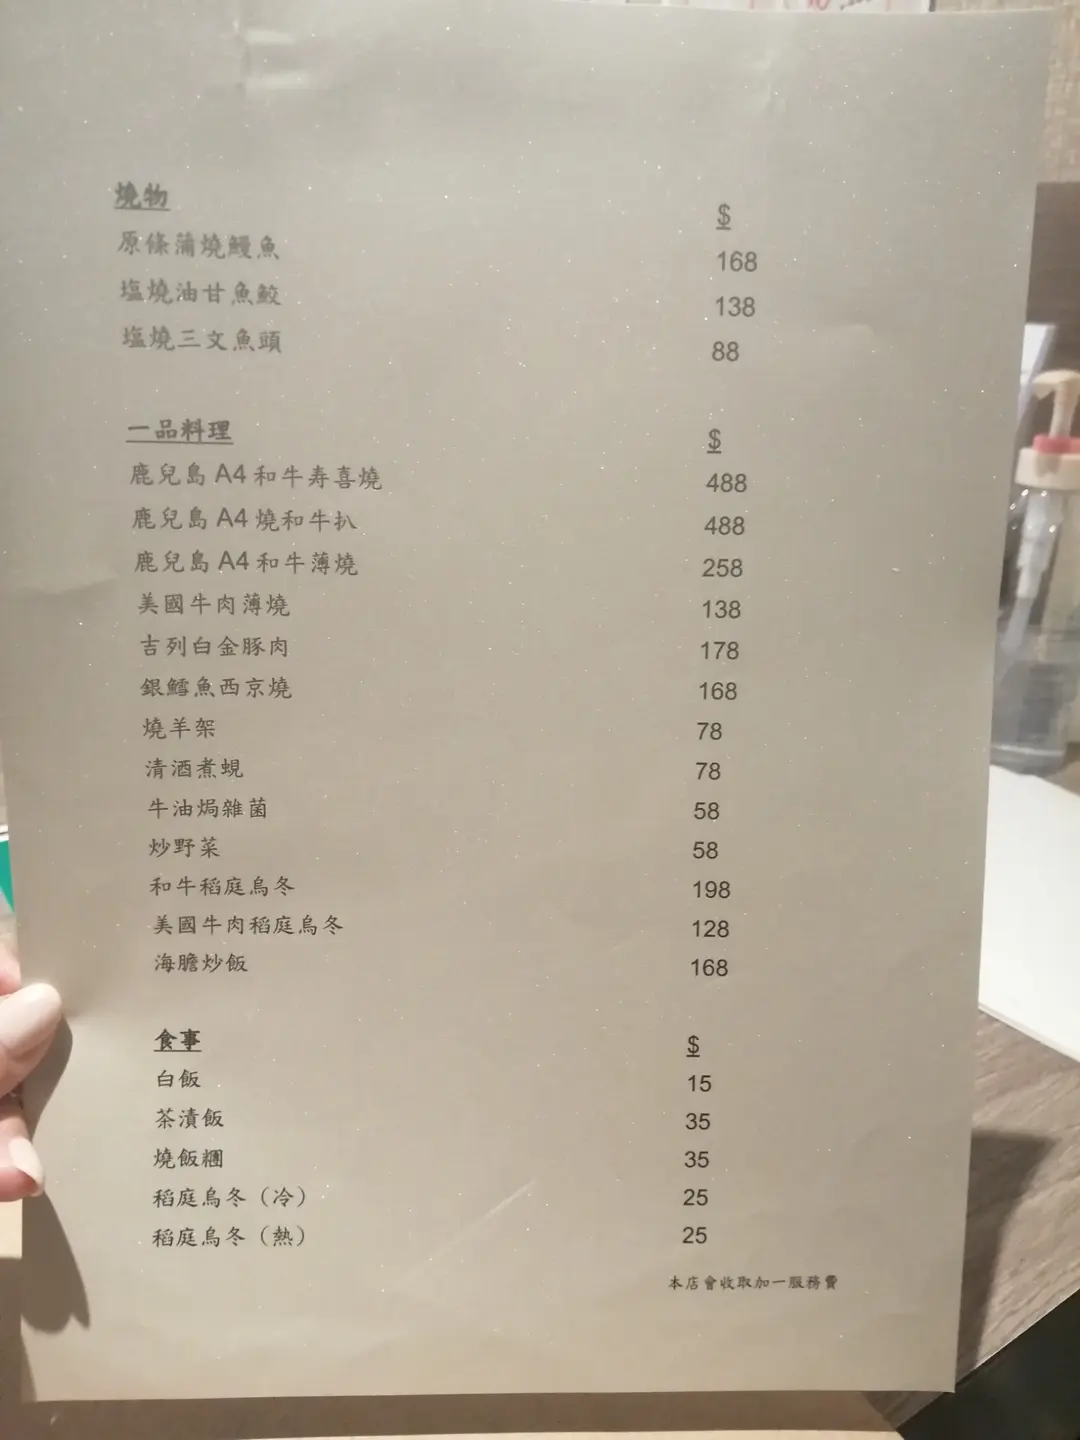 燒物 $
原條蒲燒鰻魚 168
塩燒油甘魚鮫 138
塩燒三文魚頭 88
一品料理 $
鹿兒島 A4 和牛寿喜燒 488
鹿兒島 A4 燒和牛扒 488
鹿兒島 A4 和牛薄燒 258
美國牛肉薄燒 138
吉列白金豚肉 178
銀鱈魚西京燒 168
燒羊架 78
清酒煮蜆 78
牛油焗雜菌 58
炒野菜 58
和牛稻庭烏冬 198
美國牛肉稻庭烏冬 128
海膽炒飯 168
食事 $
白飯 15
茶漬飯 35
燒飯糰 35
稻庭烏冬（冷） 25
稻庭烏冬（熱） 25
本店會收取加一服務費